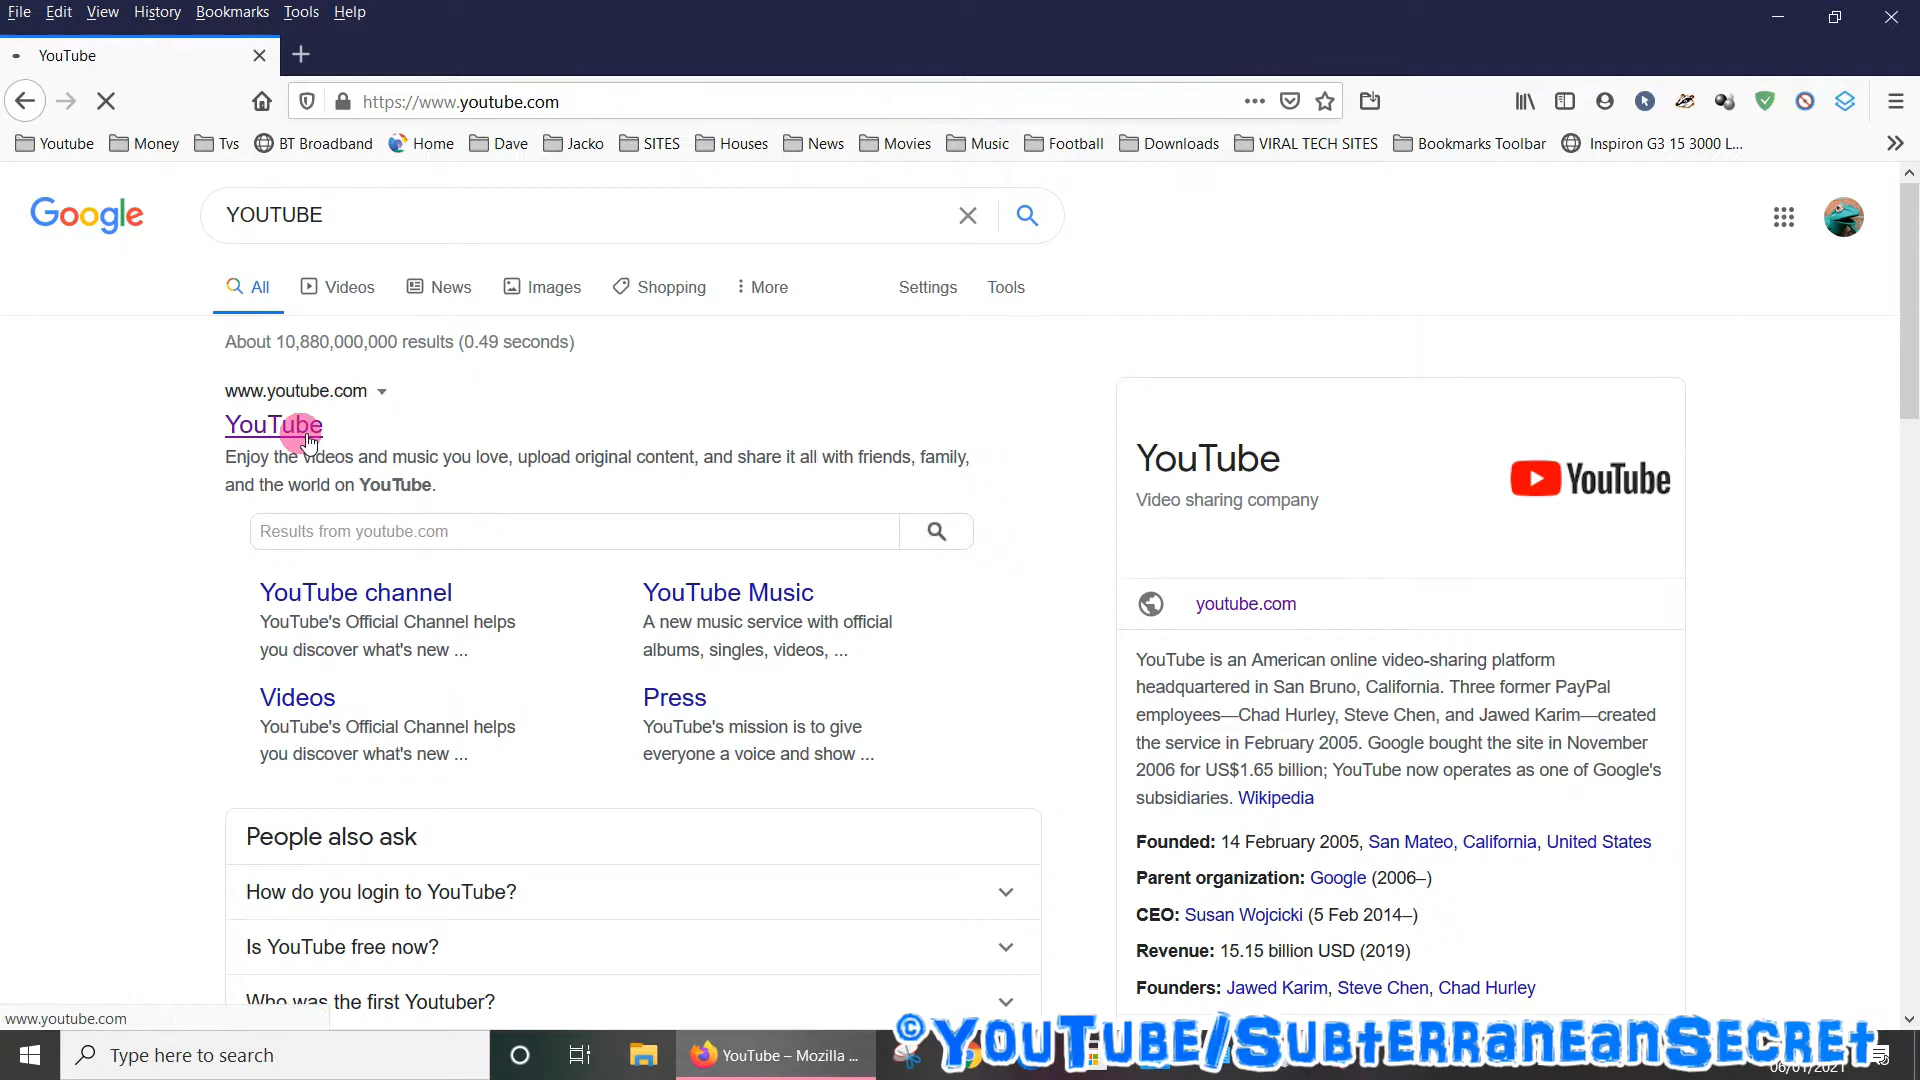 File Edit View History Bookmarks Tools Help
YouTube
https://www.youtube.com
Youtube Money Tvs BT Broadband Home Dave Jacko SITES Houses News Movies Music Football Downloads VIRAL TECH SITES Bookmarks Toolbar Inspiron G3 15 3000 L...
Google
YOUTUBE
All Videos News Images Shopping More Settings Tools
About 10,880,000,000 results (0.49 seconds)
www.youtube.com
YouTube
Enjoy the videos and music you love, upload original content, and share it all with friends, family,
and the world on YouTube.
Results from youtube.com
YouTube channel
YouTube's Official Channel helps
you discover what's new ...
YouTube Music
A new music service with official
albums, singles, videos, ...
Videos
YouTube's Official Channel helps
you discover what's new ...
Press
YouTube's mission is to give
everyone a voice and show ...
People also ask
How do you login to YouTube?
Is YouTube free now?
Who was the first Youtuber?
YouTube
Video sharing company
YouTube
youtube.com
YouTube is an American online video-sharing platform
headquartered in San Bruno, California. Three former PayPal
employees—Chad Hurley, Steve Chen, and Jawed Karim—created
the service in February 2005. Google bought the site in November
2006 for US$1.65 billion; YouTube now operates as one of Google's
subsidiaries. Wikipedia
Founded: 14 February 2005, San Mateo, California, United States
Parent organization: Google (2006–)
CEO: Susan Wojcicki (5 Feb 2014–)
Revenue: 15.15 billion USD (2019)
Founders: Jawed Karim, Steve Chen, Chad Hurley
www.youtube.com
Type here to search
YouTube – Mozilla ...
©YouTube/SubterraneanSecret
06/01/2021